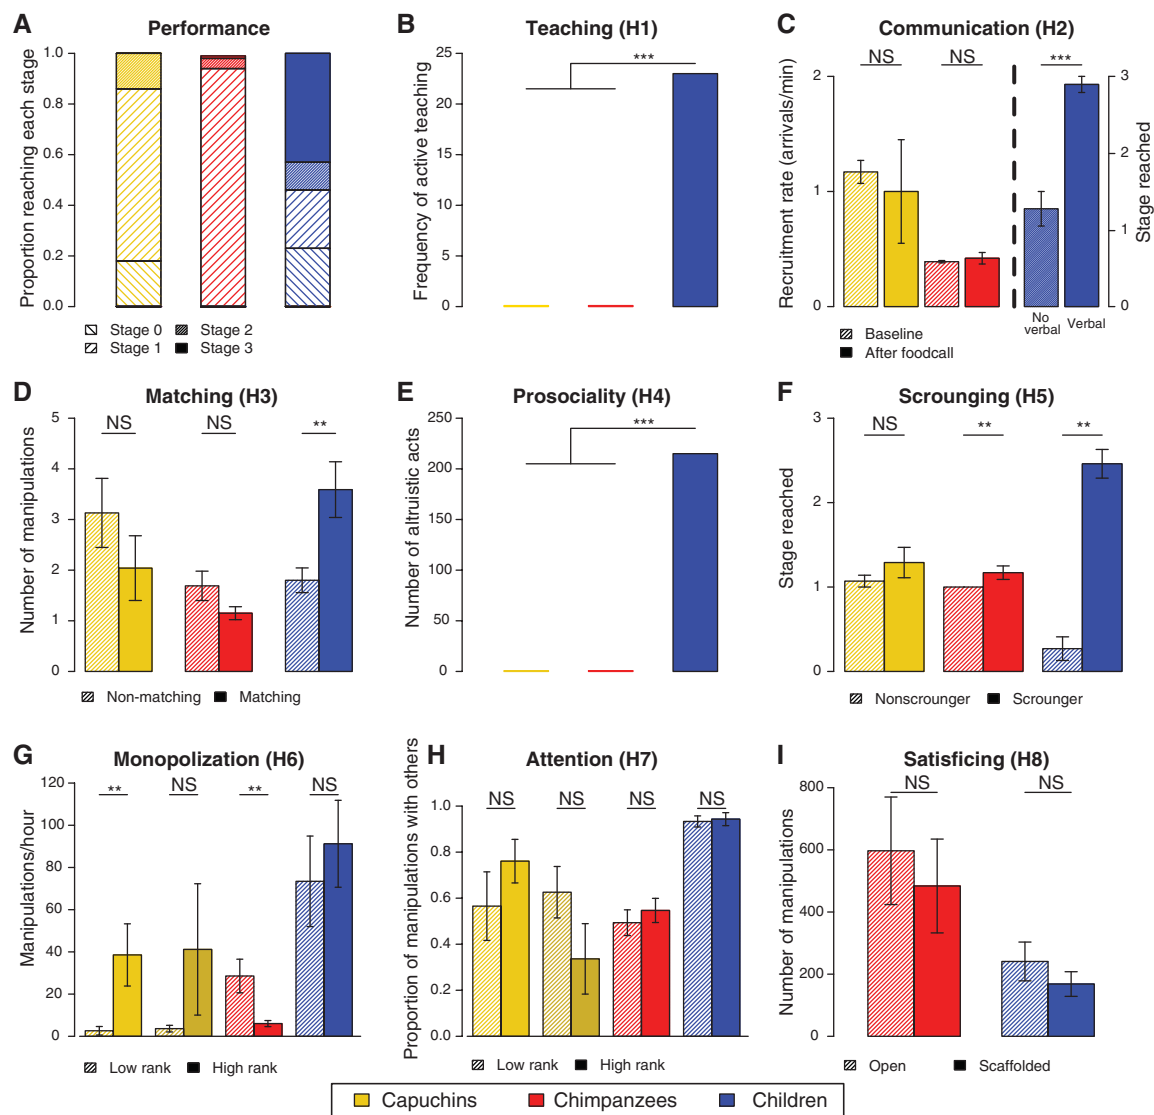 A Performance
Proportion reaching each stage
1.0
0.8
0.6
0.4
0.2
0.0
Stage 0 Stage 2
Stage 1 Stage 3
B Teaching (H1)
Frequency of active teaching
25
20
15
10
5
0
***
C Communication (H2)
Recruitment rate (arrivals/min)
2
1
0
NS NS ***
3
2
1
0
Stage reached
No verbal
Verbal
Baseline
After foodcall
D Matching (H3)
Number of manipulations
5
4
3
2
1
0
NS NS **
Non-matching Matching
E Prosociality (H4)
Number of altruistic acts
250
200
150
100
50
0
***
F Scrounging (H5)
Stage reached
3
2
1
0
NS ** **
Nonscrounger Scrounger
G Monopolization (H6)
Manipulations/hour
120
100
80
60
40
20
0
** NS ** NS
Low rank High rank
H Attention (H7)
Proportion of manipulations with others
1.0
0.8
0.6
0.4
0.2
0.0
NS NS NS NS
Low rank High rank
I Satisficing (H8)
Number of manipulations
800
600
400
200
0
NS NS
Open Scaffolded
Capuchins Chimpanzees Children